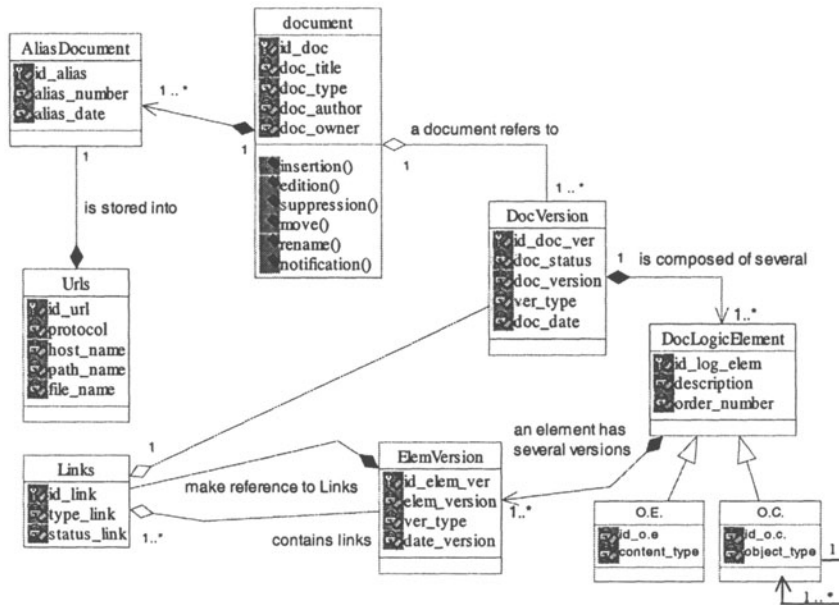 AliasDocument
id_alias
alias_number
alias_date
1..*
1
document
id_doc
doc_title
doc_type
doc_author
doc_owner
insertion()
edition()
suppression()
move()
rename()
notification()
1
a document refers to
1..*
1
is stored into
Urls
id_url
protocol
host_name
path_name
file_name
DocVersion
id_doc_ver
doc_status
doc_version
ver_type
doc_date
1
is composed of several
1..*
DocLogicElement
id_log_elem
description
order_number
an element has
several versions
1..*
1
Links
id_link
type_link
status_link
make reference to Links
1..*
contains links
ElemVersion
id_elem_ver
elem_version
ver_type
date_version
O.E.
id_o.e
content_type
O.C.
id_o.c.
object_type
1
1..*